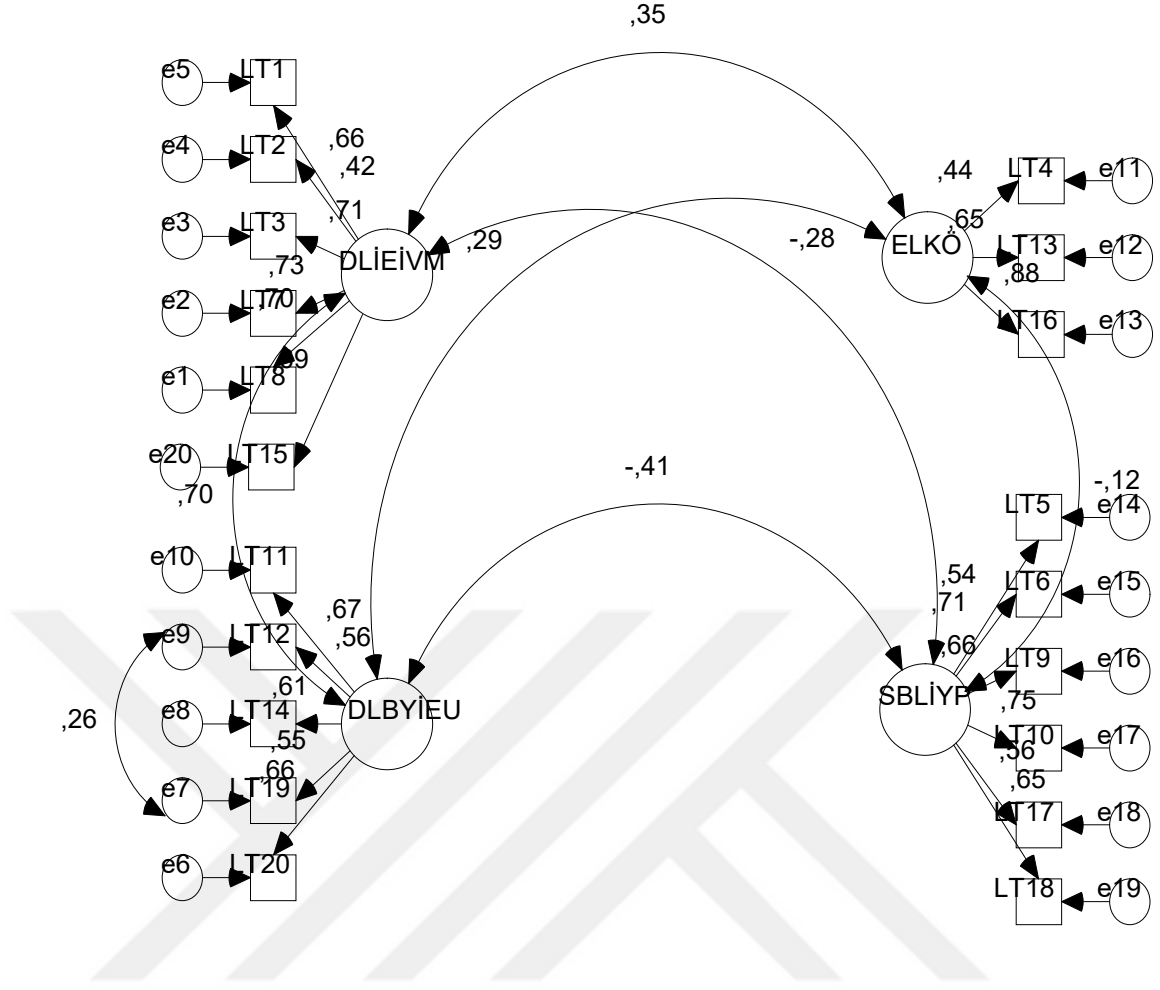 ,35
e5
LT1
e4
LT2
,66
,42
e3
LT3
,71
DLİEİVM
,73
e2
LT7
,70
e1
LT8
e20
LT15
,70
,29
-,28
,44
LT4
e11
,65
ELKÖ
LT13
e12
,88
LT16
e13
-,41
-,12
LT5
e14
,54
LT6
e15
,71
,66
LT9
e16
SBLİYF
,75
LT10
e17
,56
,65
LT17
e18
LT18
e19
e10
LT11
,67
e9
LT12
,56
,61
DLBYİEU
,26
e8
LT14
,55
,66
e7
LT19
e6
LT20